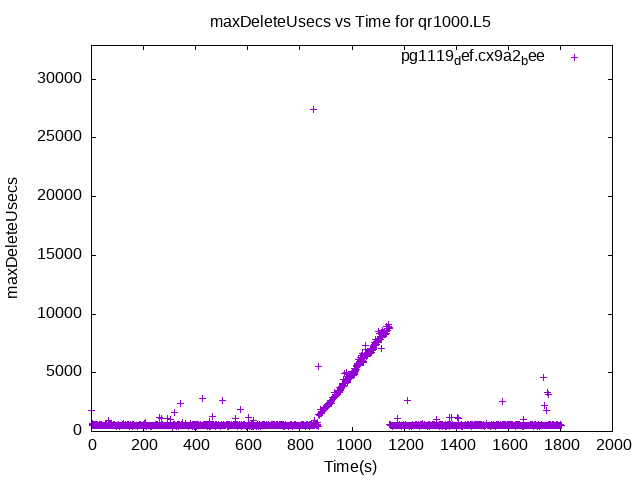 maxDeleteUsecs vs Time for qr1000.L5
pg1119def.cx9a2bee
30000
25000
20000
15000
10000
5000
0
maxDeleteUsecs
0 200 400 600 800 1000 1200 1400 1600 1800 2000
Time(s)